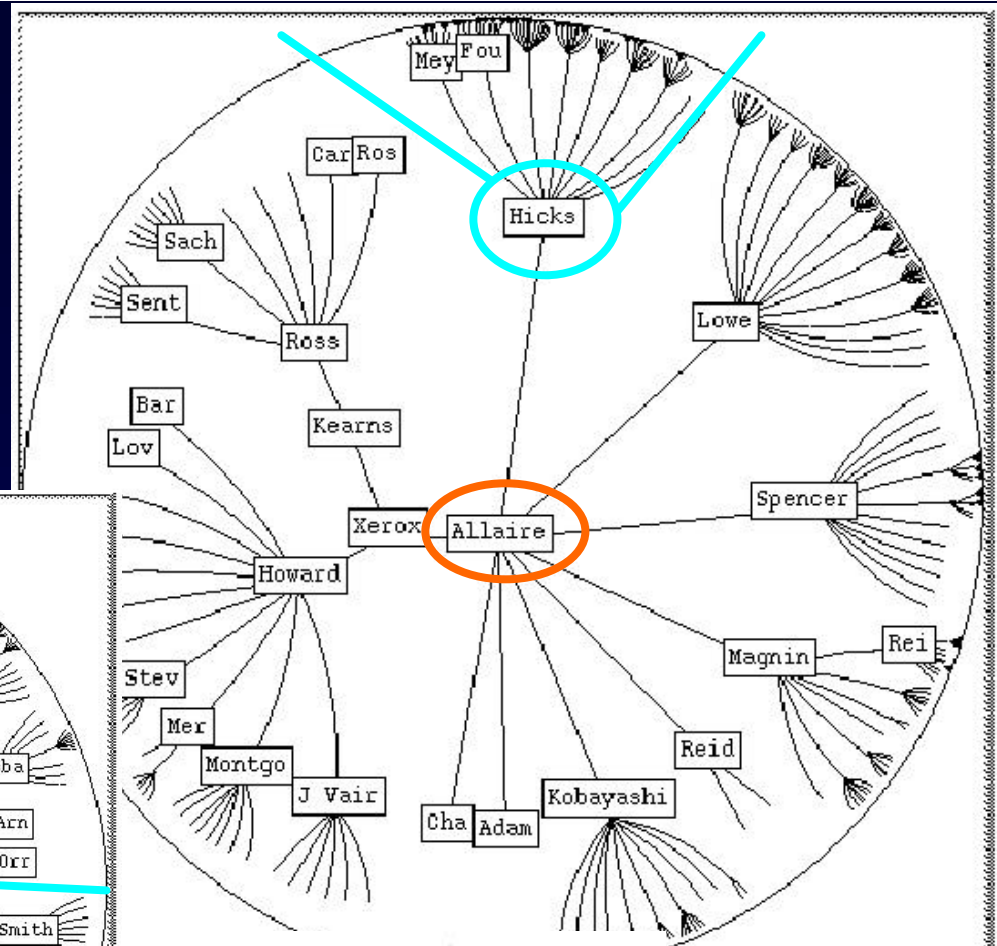 Mey
Fou
Car
Ros
Hicks
Sach
Sent
Lowe
Ross
Bar
Kearns
Lov
Spencer
Xerox
Allaire
Howard
Rei
Magnin
Stev
Mer
Reid
Montgo
J Vair
Kobayashi
Cha
Adam
ba
Arn
Orr
Smith